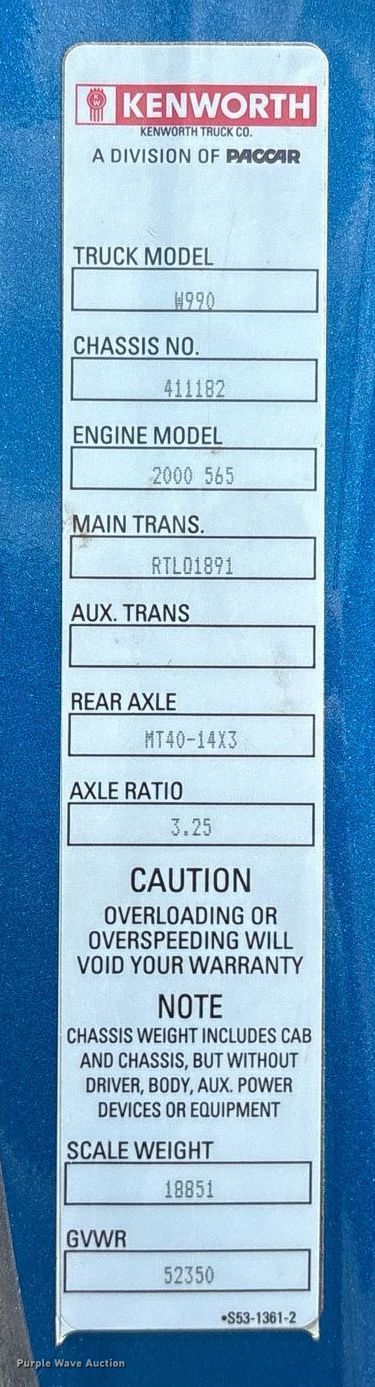 KENWORTH
KENWORTH TRUCK CO.
A DIVISION OF PACCAR
TRUCK MODEL
W990
CHASSIS NO.
411182
ENGINE MODEL
2000 565
MAIN TRANS.
RTLO1891
AUX. TRANS
REAR AXLE
MT40-14X3
AXLE RATIO
3.25
CAUTION
OVERLOADING OR
OVERSPEEDING WILL
VOID YOUR WARRANTY
NOTE
CHASSIS WEIGHT INCLUDES CAB
AND CHASSIS, BUT WITHOUT
DRIVER, BODY, AUX. POWER
DEVICES OR EQUIPMENT
SCALE WEIGHT
18851
GVWR
52350
•S53-1361-2
Purple Wave Auction